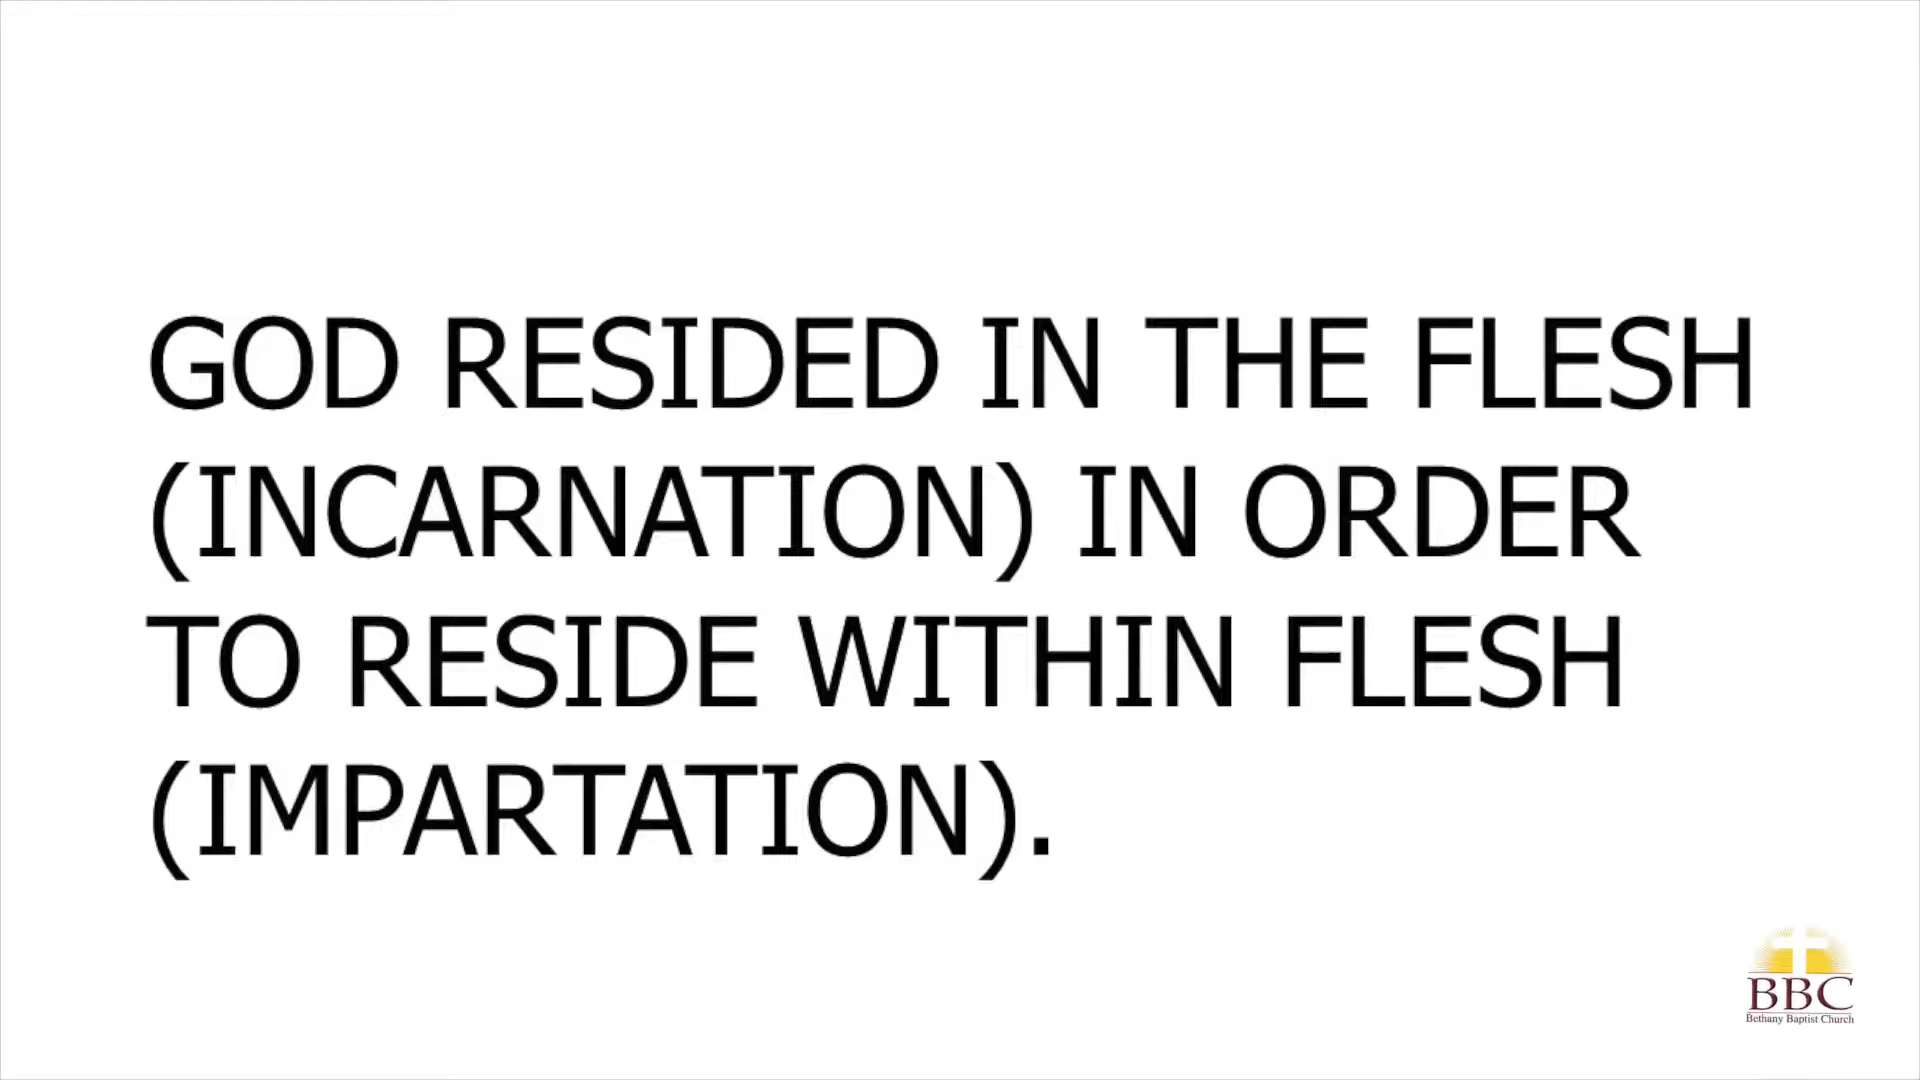 GOD RESIDED IN THE FLESH
(INCARNATION) IN ORDER
TO RESIDE WITHIN FLESH
(IMPARTATION).
BBC
Bethany Baptist Church